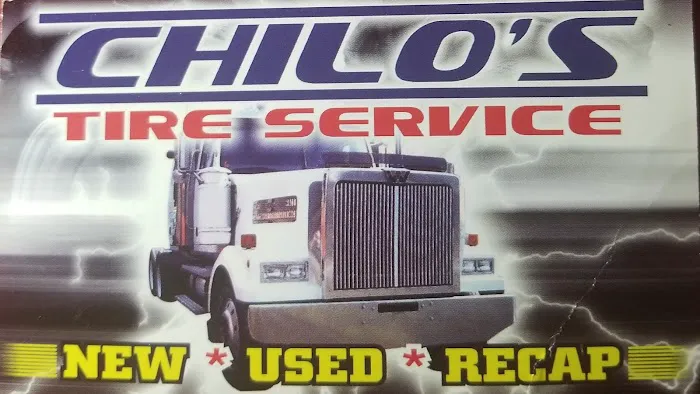 CHILO'S
TIRE SERVICE
W
NEW * USED * RECAP